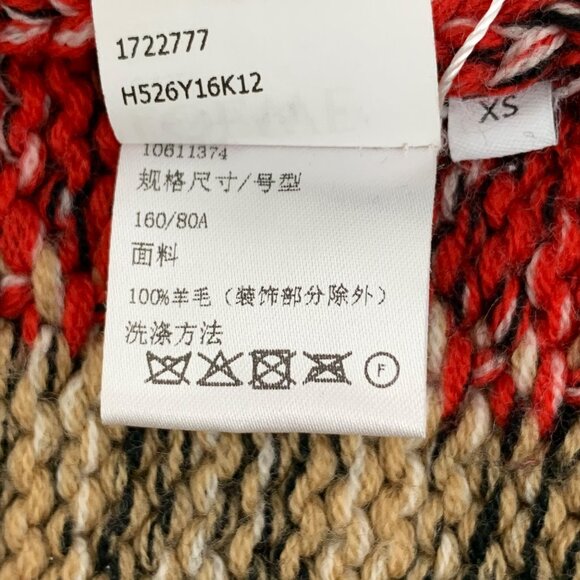 1722777
H526Y16K12
XS
10611374
规格尺寸/号型
160/80A
面料
100%羊毛（装饰部分除外）
洗涤方法
F